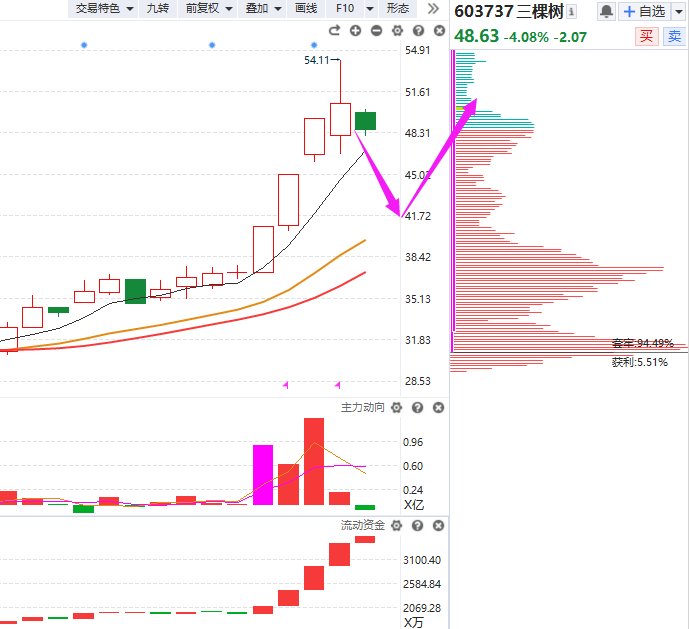 交易特色 九转 前复权 叠加 画线 F10 形态
603737 三棵树 自选
48.63 -4.08% -2.07 买 卖
54.91
54.11
51.61
48.31
45.02
41.72
38.42
35.13
31.83
28.53
套牢:94.49%
获利:5.51%
主力动向
0.96
0.60
0.24
X亿
流动资金
3100.40
2584.84
2069.28
X万